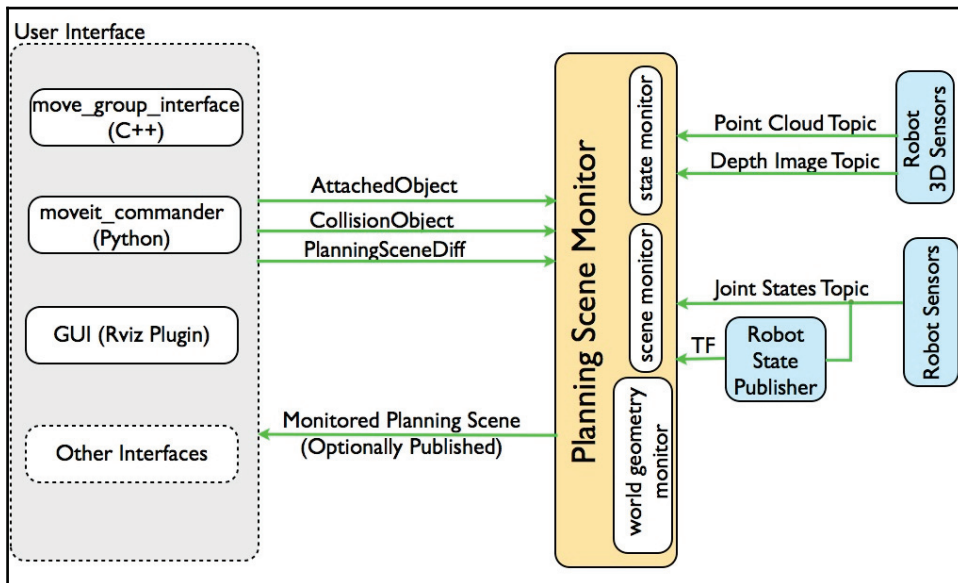 User Interface
move_group_interface
(C++)
moveit_commander
(Python)
GUI (Rviz Plugin)
Other Interfaces
AttachedObject
CollisionObject
PlanningSceneDiff
Monitored Planning Scene
(Optionally Published)
Planning Scene Monitor
state monitor
scene monitor
world geometry
monitor
Point Cloud Topic
Depth Image Topic
Joint States Topic
TF
Robot
State
Publisher
Robot
3D Sensors
Robot Sensors